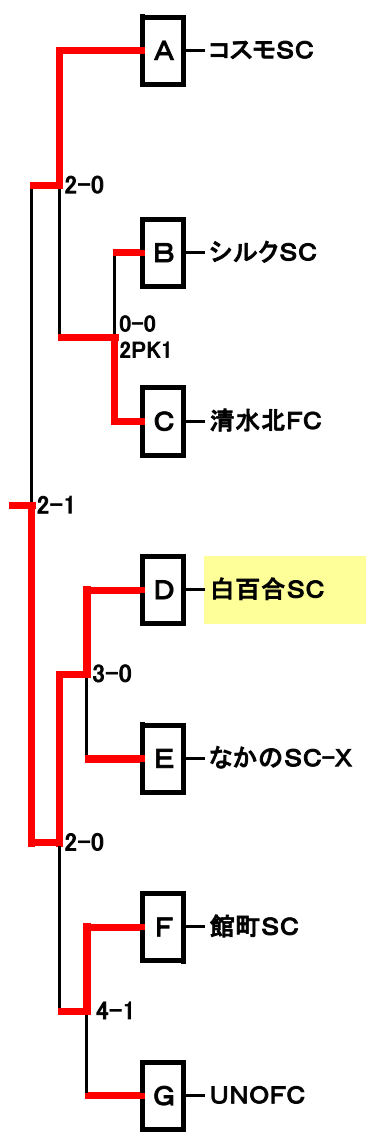 A コスモSC
2-0
B シルクSC
0-0
2PK1
C 清水北FC
2-1
D 白百合SC
3-0
E なかのSC-X
2-0
F 館町SC
4-1
G UNOFC